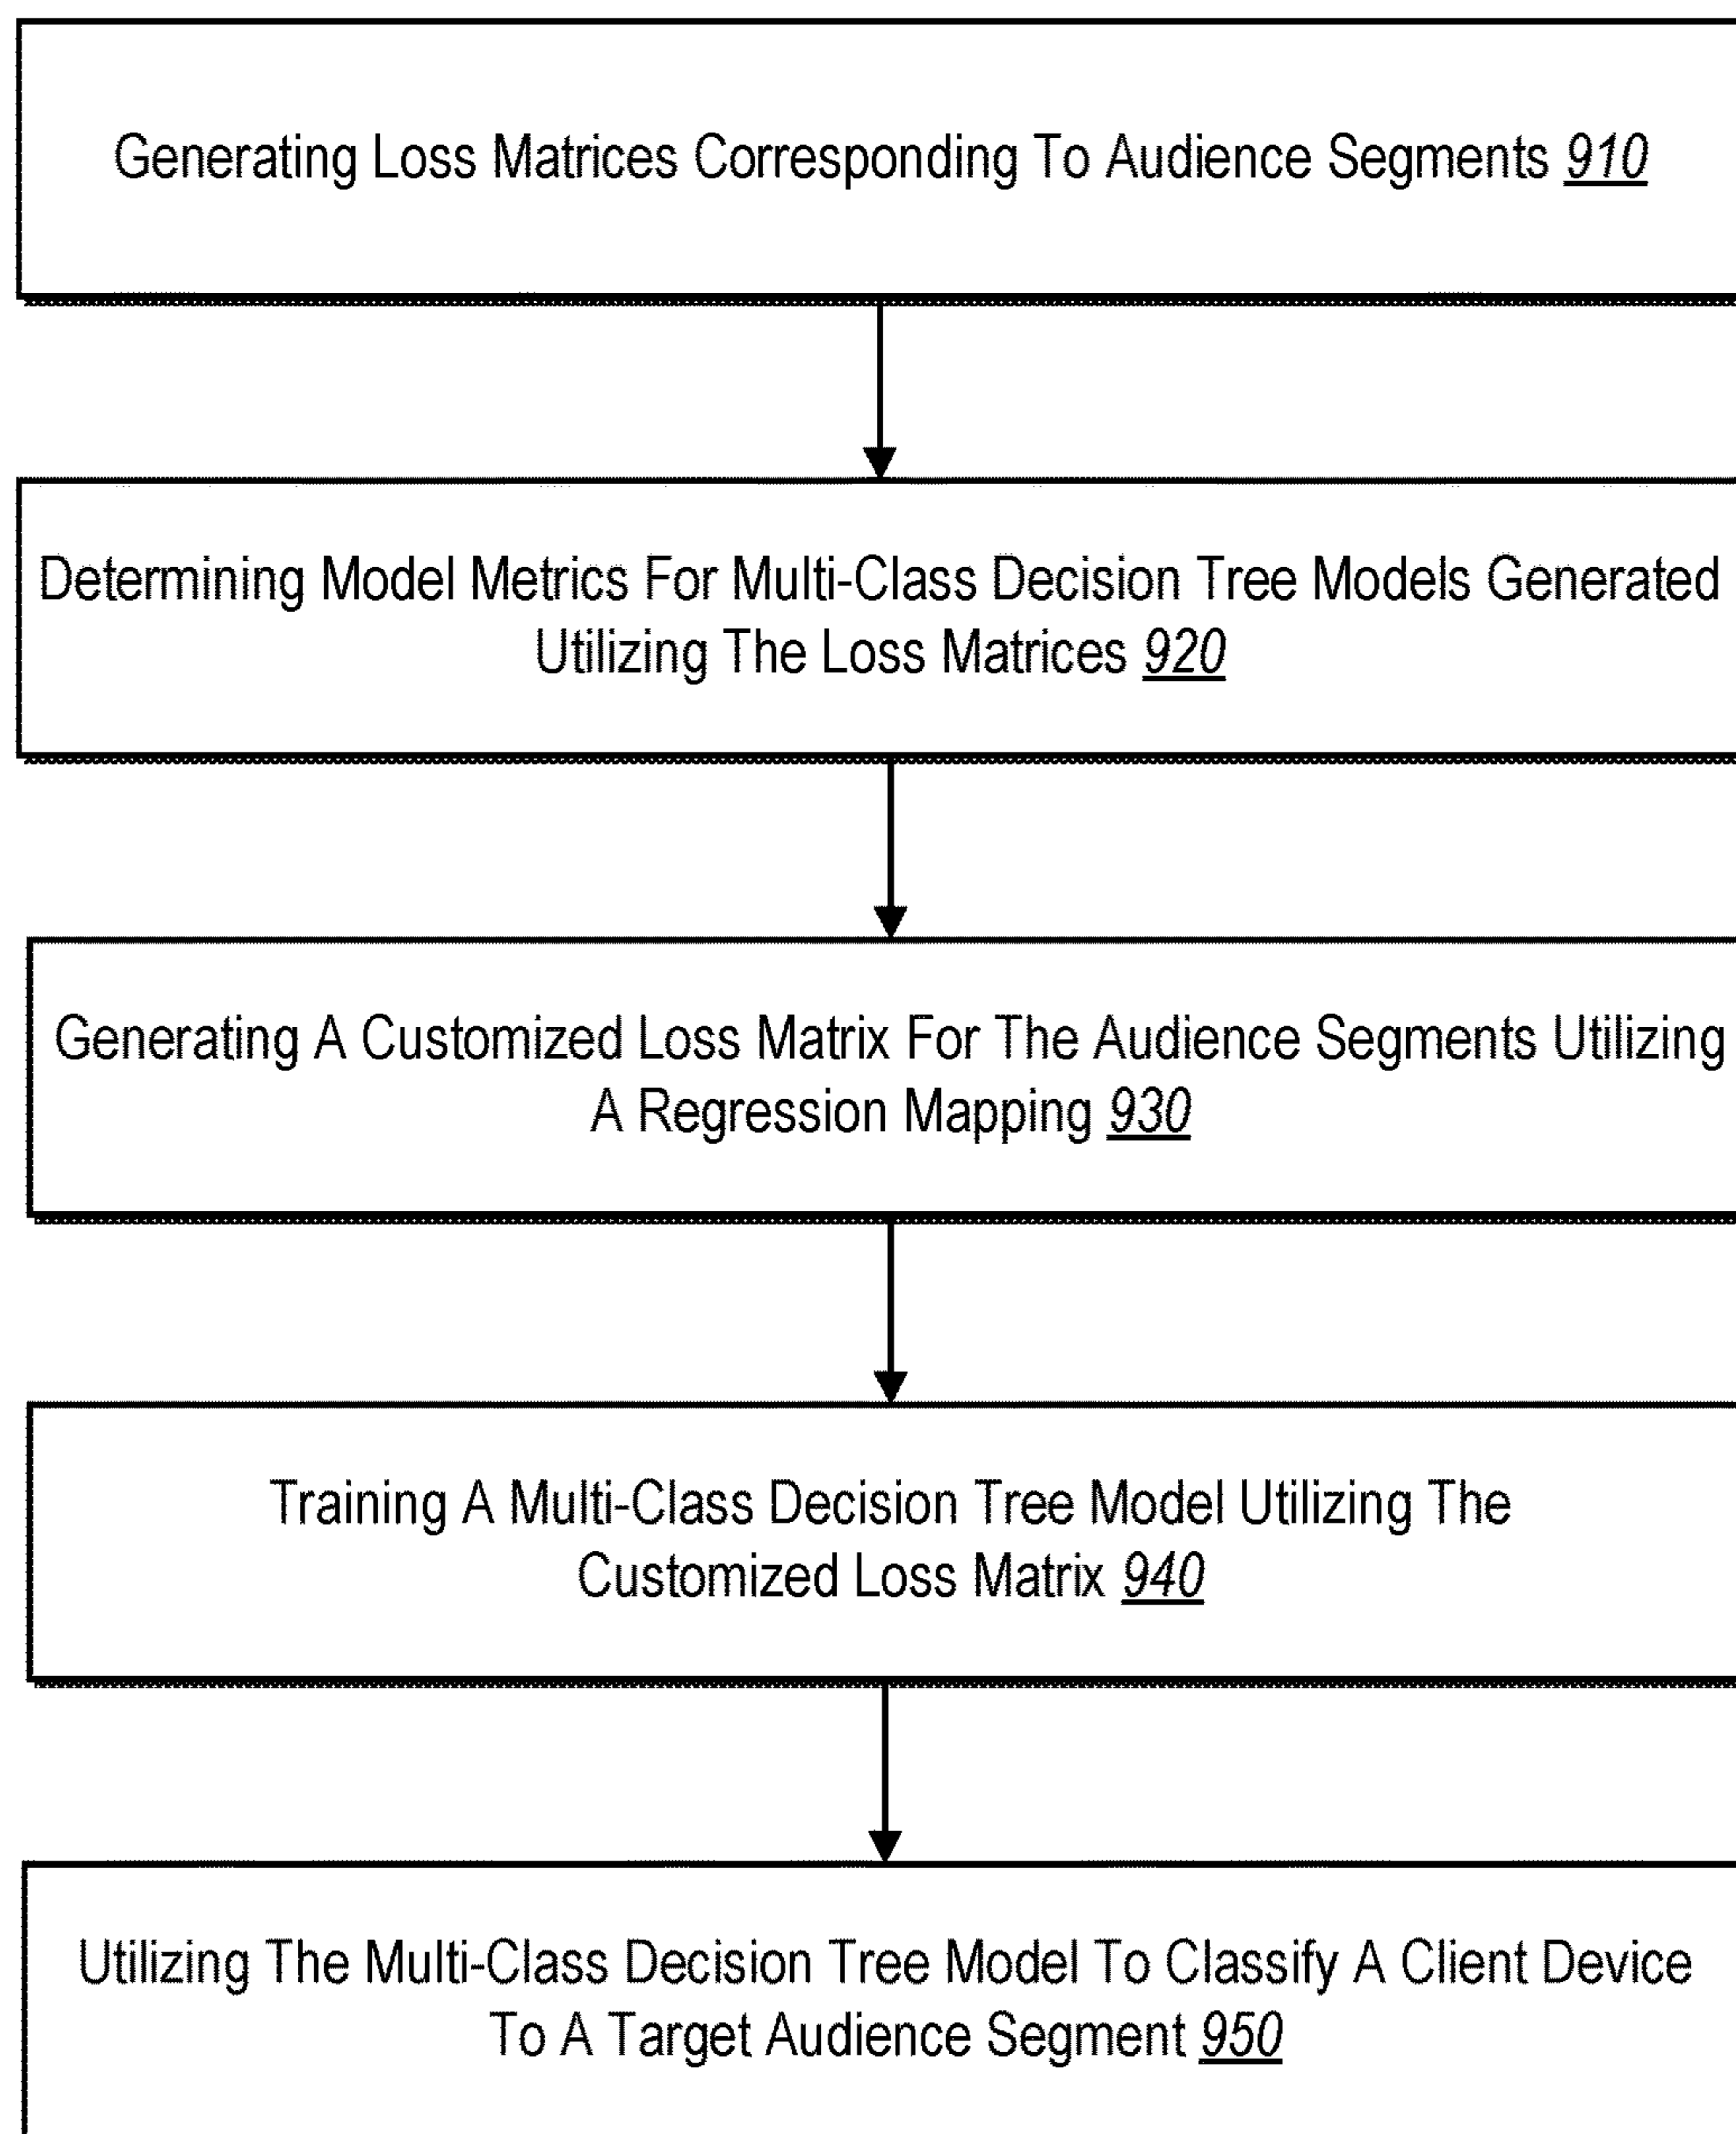 Generating Loss Matrices Corresponding To Audience Segments 910
Determining Model Metrics For Multi-Class Decision Tree Models Generated
Utilizing The Loss Matrices 920
Generating A Customized Loss Matrix For The Audience Segments Utilizing
A Regression Mapping 930
Training A Multi-Class Decision Tree Model Utilizing The
Customized Loss Matrix 940
Utilizing The Multi-Class Decision Tree Model To Classify A Client Device
To A Target Audience Segment 950